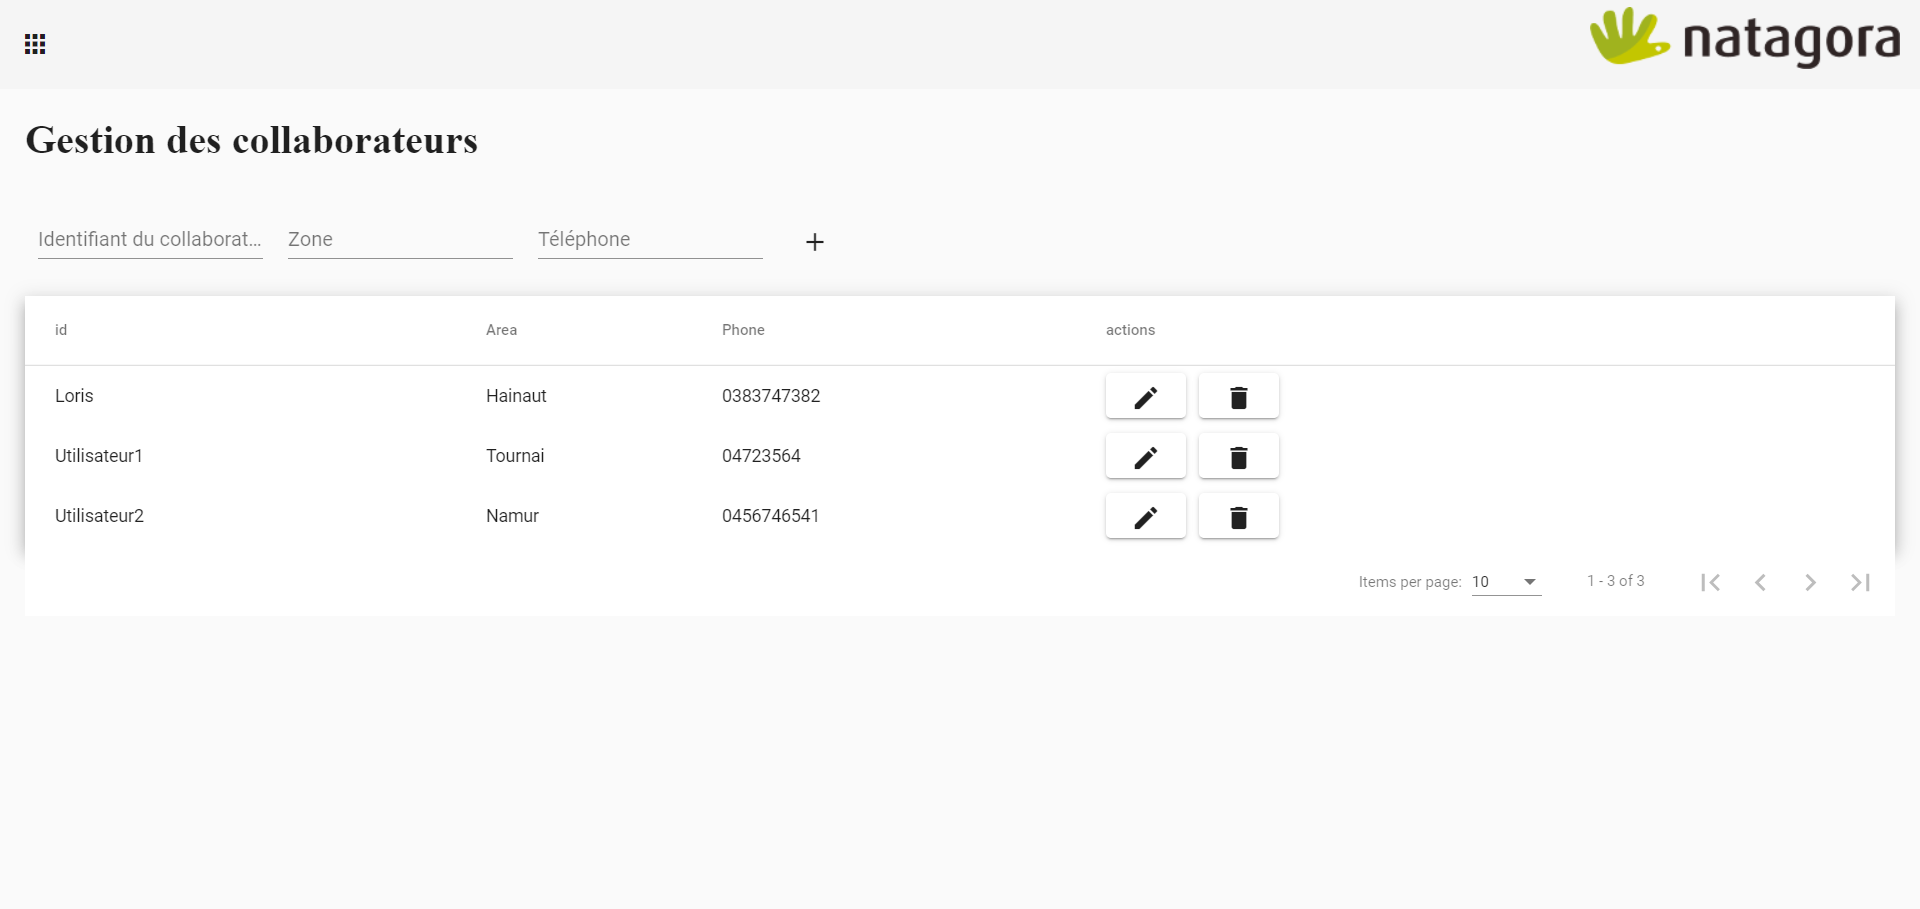 natagora
Gestion des collaborateurs
Identifiant du collaborat... Zone Téléphone
id Area Phone actions
Loris Hainaut 0383747382
Utilisateur1 Tournai 04723564
Utilisateur2 Namur 0456746541
Items per page: 10 1 - 3 of 3